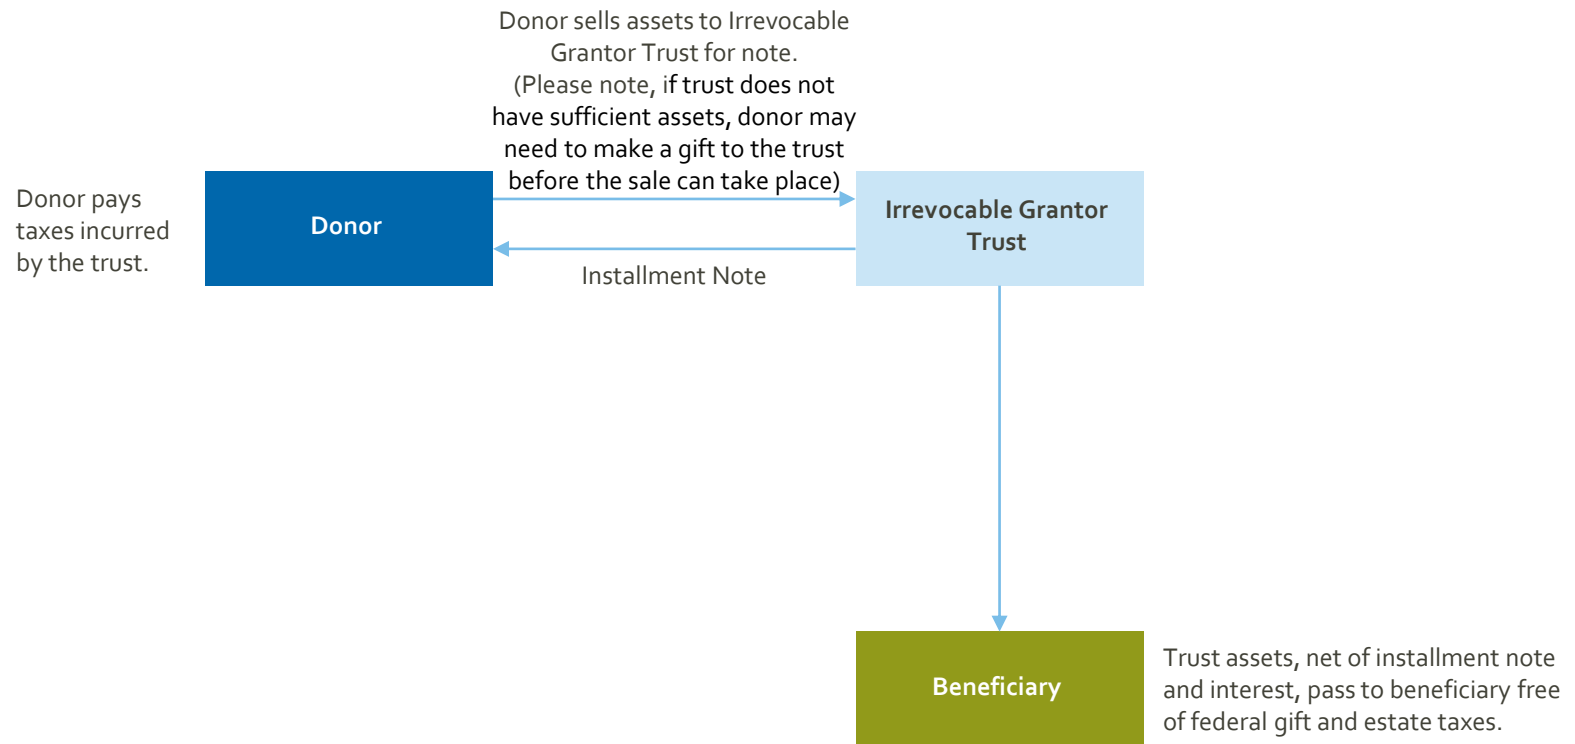 Donor sells assets to Irrevocable
Grantor Trust for note.
(Please note, if trust does not
have sufficient assets, donor may
need to make a gift to the trust
before the sale can take place)
Donor pays
taxes incurred
by the trust.
Donor
Irrevocable Grantor
Trust
Installment Note
Beneficiary
Trust assets, net of installment note
and interest, pass to beneficiary free
of federal gift and estate taxes.